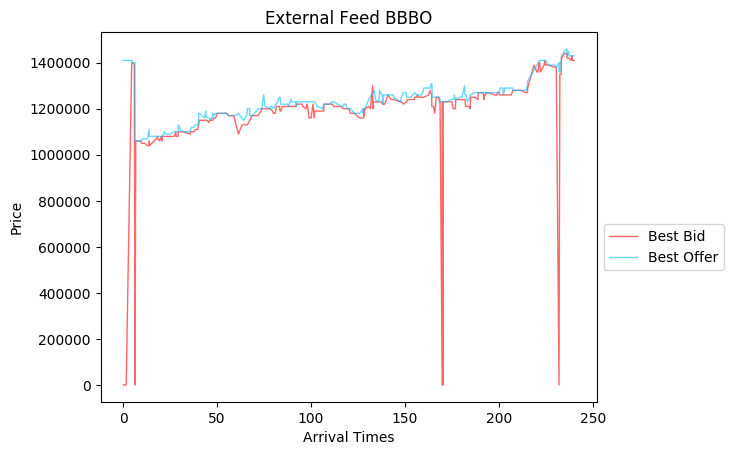 External Feed BBBO
1400000
1200000
1000000
800000
600000
400000
200000
0
Price
0 50 100 150 200 250
Arrival Times
Best Bid
Best Offer